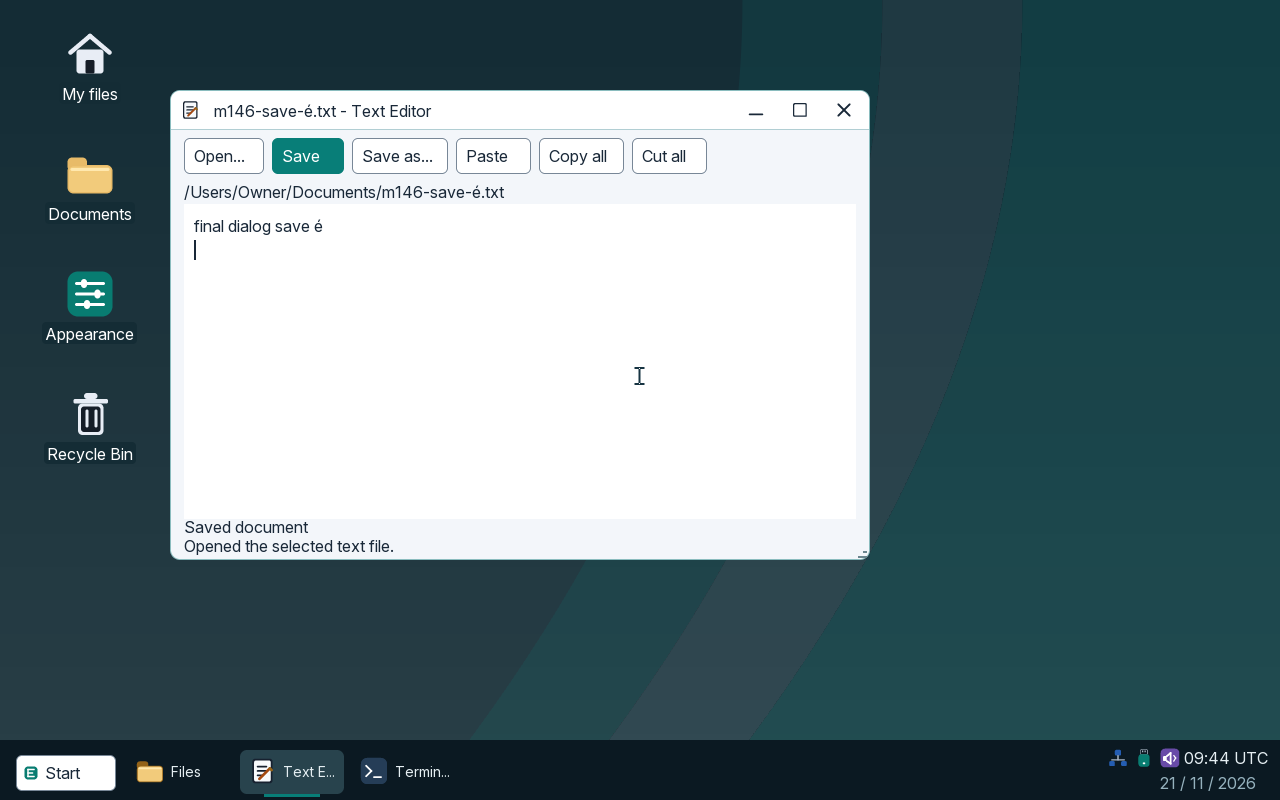 My files
Documents
Appearance
Recycle Bin
m146-save-é.txt - Text Editor
Open...
Save
Save as...
Paste
Copy all
Cut all
/Users/Owner/Documents/m146-save-é.txt
final dialog save é
Saved document
Opened the selected text file.
Start
Files
Text E...
Termin...
09:44 UTC
21 / 11 / 2026